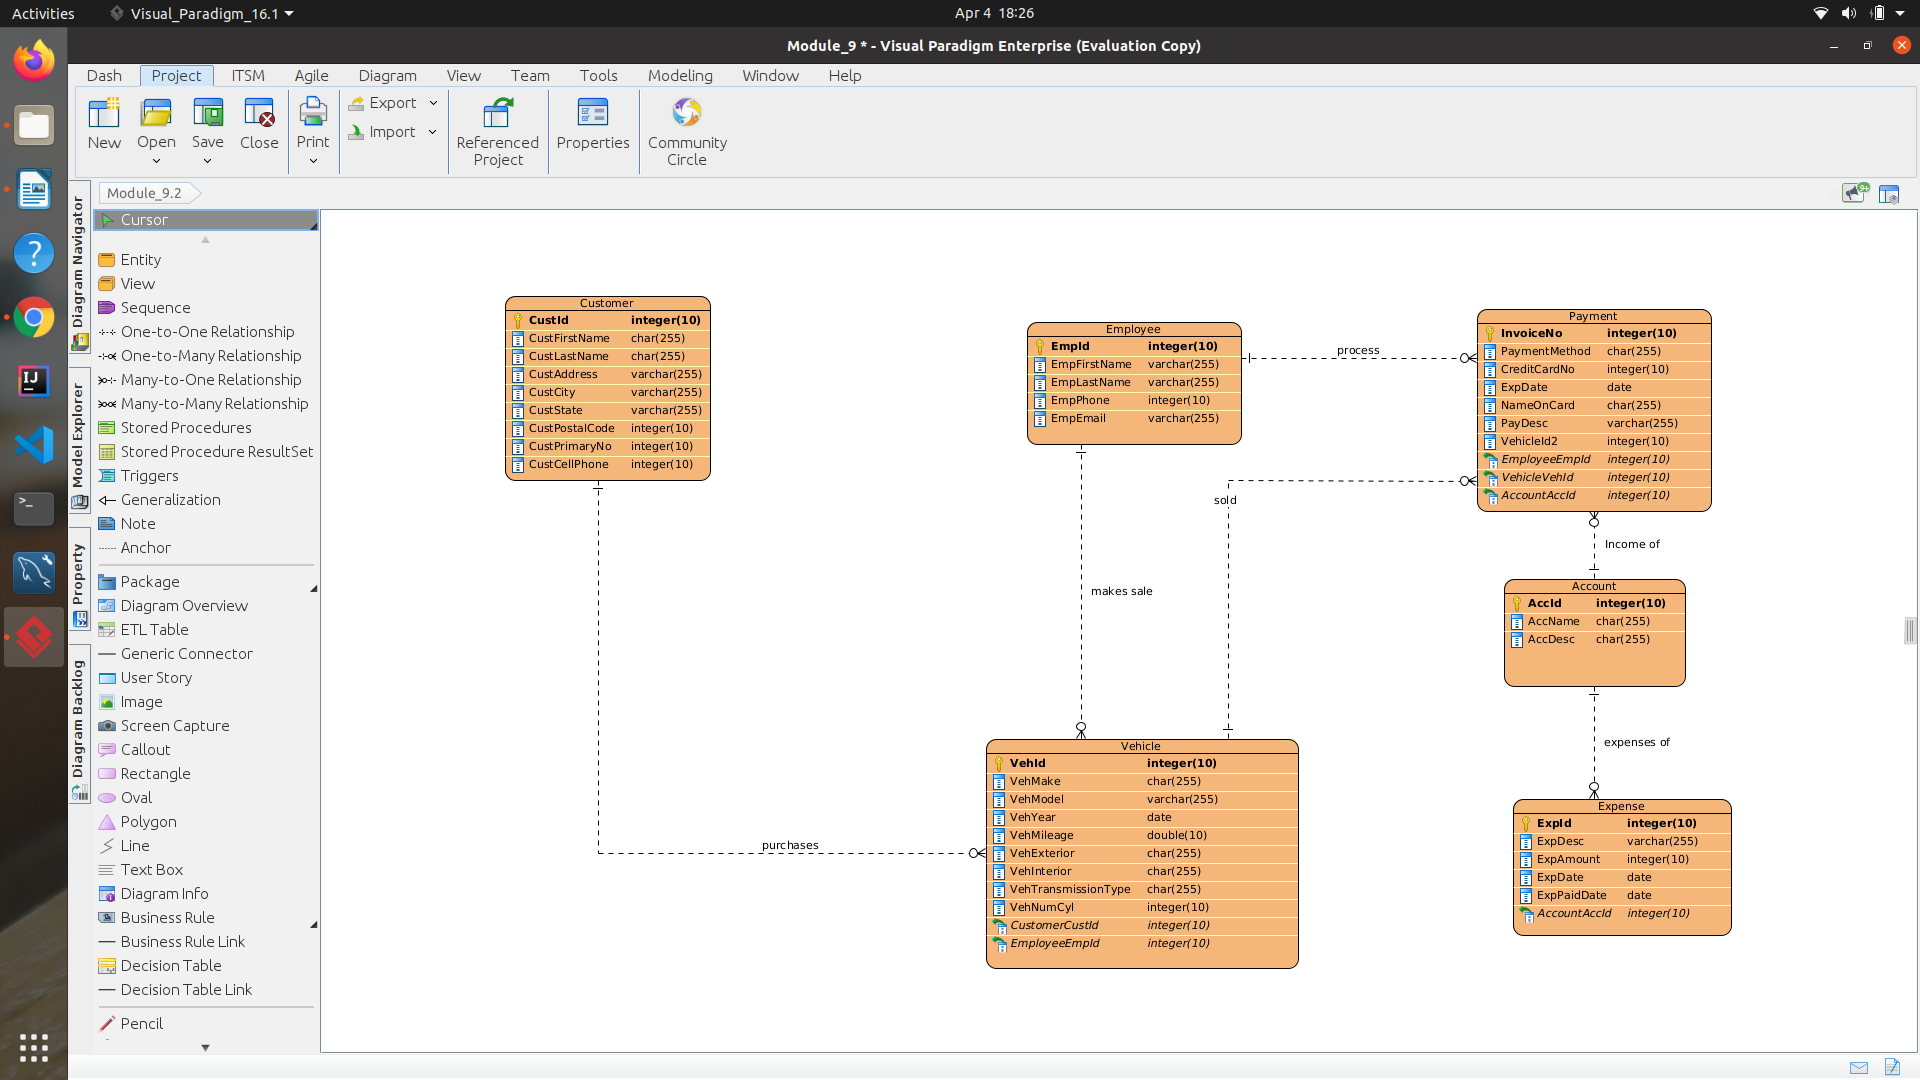 Activities
Visual_Paradigm_16.1
Apr 4 18:26
Module_9 * - Visual Paradigm Enterprise (Evaluation Copy)
Dash Project ITSM Agile Diagram View Team Tools Modeling Window Help
New Open Save Close Print
Export
Import
Referenced Project
Properties
Community Circle
Module_9.2
9+
Diagram Navigator
Model Explorer
Property
Diagram Backlog
Cursor
Entity
View
Sequence
One-to-One Relationship
One-to-Many Relationship
Many-to-One Relationship
Many-to-Many Relationship
Stored Procedures
Stored Procedure ResultSet
Triggers
Generalization
Note
Anchor
Package
Diagram Overview
ETL Table
Generic Connector
User Story
Image
Screen Capture
Callout
Rectangle
Oval
Polygon
Line
Text Box
Diagram Info
Business Rule
Business Rule Link
Decision Table
Decision Table Link
Pencil
Customer
CustId integer(10)
CustFirstName char(255)
CustLastName char(255)
CustAddress varchar(255)
CustCity varchar(255)
CustState varchar(255)
CustPostalCode integer(10)
CustPrimaryNo integer(10)
CustCellPhone integer(10)
Employee
EmpId integer(10)
EmpFirstName varchar(255)
EmpLastName varchar(255)
EmpPhone integer(10)
EmpEmail varchar(255)
process
Payment
InvoiceNo integer(10)
PaymentMethod char(255)
CreditCardNo integer(10)
ExpDate date
NameOnCard char(255)
PayDesc varchar(255)
VehicleId2 integer(10)
EmployeeEmpId integer(10)
VehicleVehId integer(10)
AccountAccId integer(10)
sold
Income of
makes sale
Account
AccId integer(10)
AccName char(255)
AccDesc char(255)
expenses of
purchases
Vehicle
VehId integer(10)
VehMake char(255)
VehModel varchar(255)
VehYear date
VehMileage double(10)
VehExterior char(255)
VehInterior char(255)
VehTransmissionType char(255)
VehNumCyl integer(10)
CustomerCustId integer(10)
EmployeeEmpId integer(10)
Expense
ExpId integer(10)
ExpDesc varchar(255)
ExpAmount integer(10)
ExpDate date
ExpPaidDate date
AccountAccId integer(10)